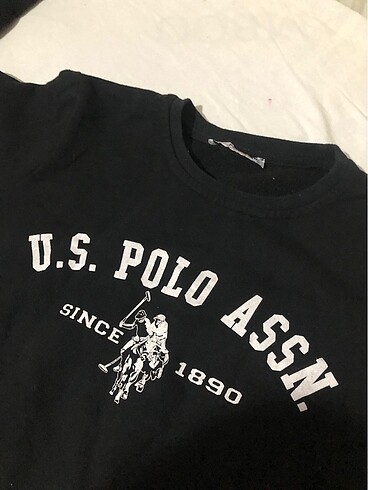 U.S. POLO ASSN.
SINCE 1890